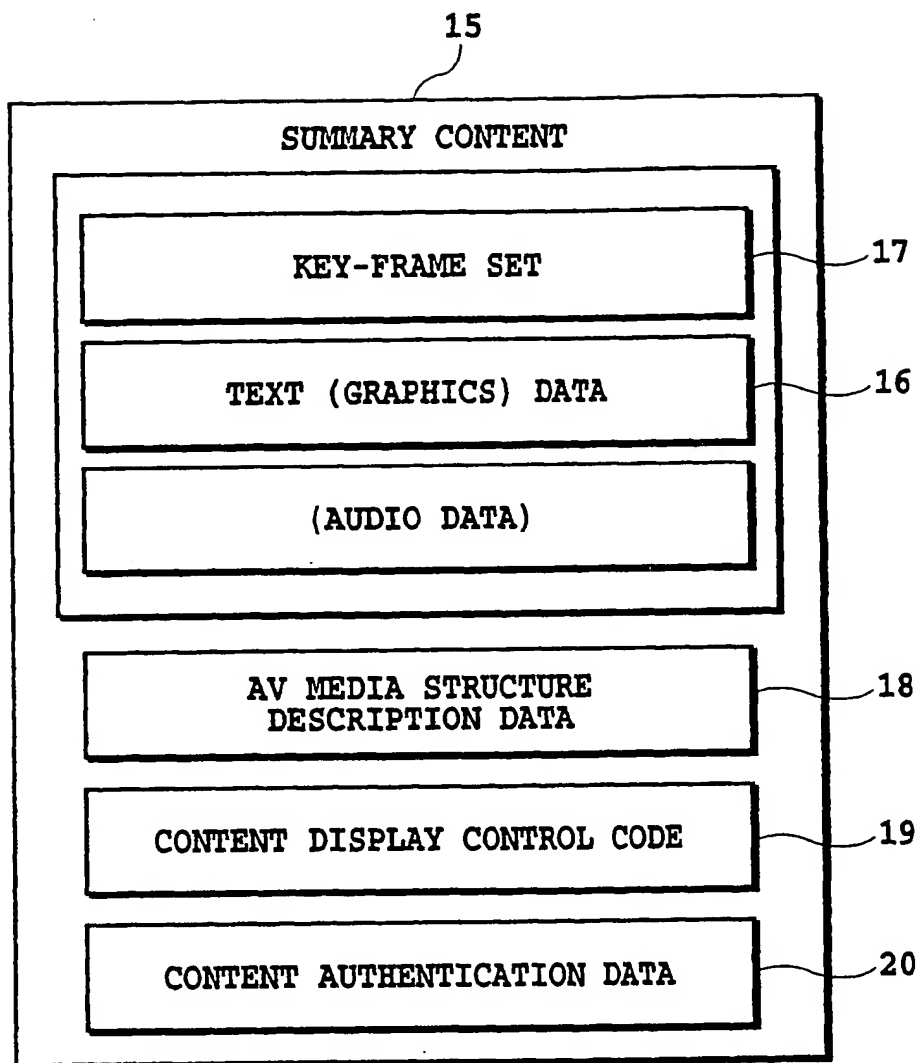 15
SUMMARY CONTENT
KEY-FRAME SET
17
TEXT (GRAPHICS) DATA
16
(AUDIO DATA)
AV MEDIA STRUCTURE
DESCRIPTION DATA
18
CONTENT DISPLAY CONTROL CODE
19
CONTENT AUTHENTICATION DATA
20